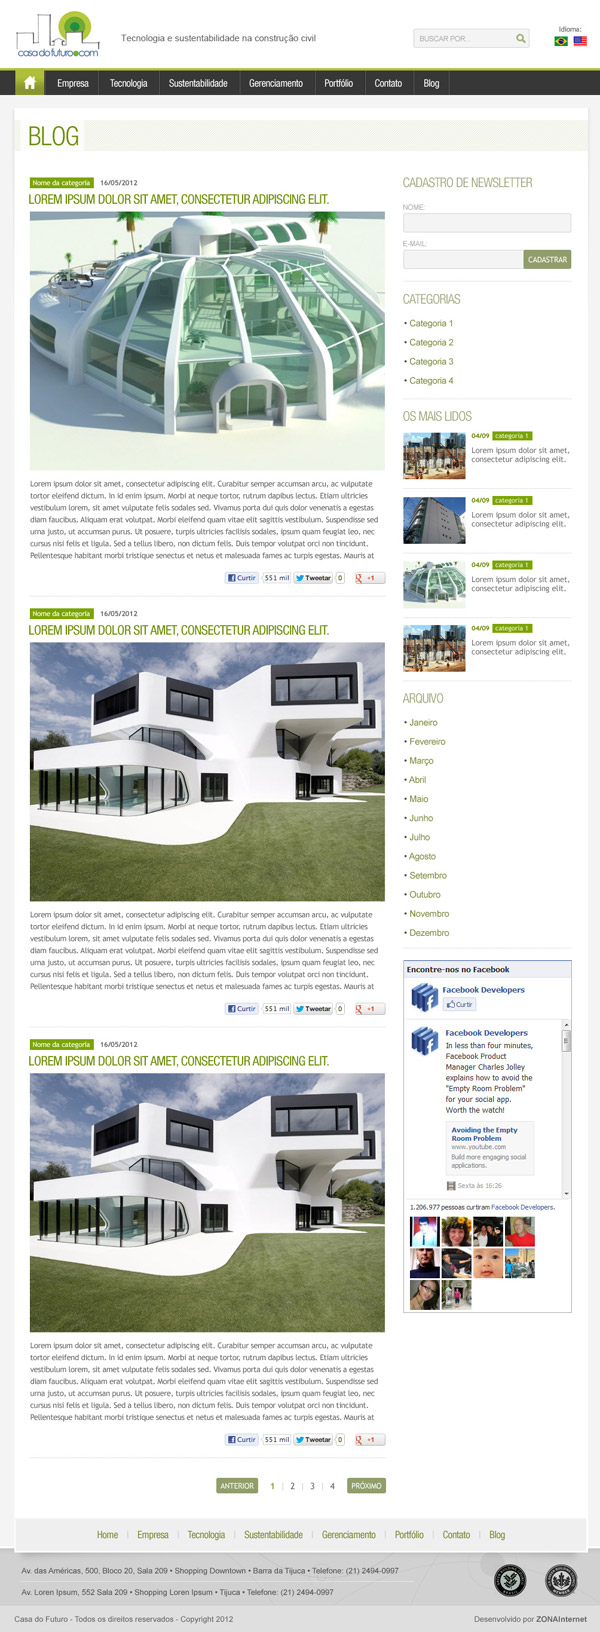 casa do futuro.com
Tecnologia e sustentabilidade na construção civil
BUSCAR POR...
Idioma:
Empresa
Tecnologia
Sustentabilidade
Gerenciamento
Portfólio
Contato
Blog
BLOG
Nome da categoria 16/05/2012
LOREM IPSUM DOLOR SIT AMET, CONSECTETUR ADIPISCING ELIT.
Lorem ipsum dolor sit amet, consectetur adipiscing elit. Curabitur semper accumsan arcu, ac vulputate
tortor eleifend dictum. In id enim ipsum. Morbi at neque tortor, rutrum dapibus lectus. Etiam ultricies
vestibulum lorem, sit amet vulputate felis sodales sed. Vivamus porta dui quis dolor venenatis egestas
diam faucibus. Aliquam erat volutpat. Morbi eleifend quam vitae elit sagittis vestibulum. Suspendisse sed
urna justo, ut accumsan purus. Ut posuere, turpis ultricies facilisis sodales, ipsum quam feugiat leo, nec
cursus nisi felis et ligula. Sed a tellus libero, non dictum felis. Duis tempor volutpat orci non tincidunt.
Pellentesque habitant morbi tristique senectus et netus et malesuada fames ac turpis egestas. Mauris at
Curtir 551 mil Tweetar 0 +1
Nome da categoria 16/05/2012
LOREM IPSUM DOLOR SIT AMET, CONSECTETUR ADIPISCING ELIT.
Lorem ipsum dolor sit amet, consectetur adipiscing elit. Curabitur semper accumsan arcu, ac vulputate
tortor eleifend dictum. In id enim ipsum. Morbi at neque tortor, rutrum dapibus lectus. Etiam ultricies
vestibulum lorem, sit amet vulputate felis sodales sed. Vivamus porta dui quis dolor venenatis egestas
diam faucibus. Aliquam erat volutpat. Morbi eleifend quam vitae elit sagittis vestibulum. Suspendisse sed
urna justo, ut accumsan purus. Ut posuere, turpis ultricies facilisis sodales, ipsum quam feugiat leo, nec
cursus nisi felis et ligula. Sed a tellus libero, non dictum felis. Duis tempor volutpat orci non tincidunt.
Pellentesque habitant morbi tristique senectus et netus et malesuada fames ac turpis egestas. Mauris at
Curtir 551 mil Tweetar 0 +1
Nome da categoria 16/05/2012
LOREM IPSUM DOLOR SIT AMET, CONSECTETUR ADIPISCING ELIT.
Lorem ipsum dolor sit amet, consectetur adipiscing elit. Curabitur semper accumsan arcu, ac vulputate
tortor eleifend dictum. In id enim ipsum. Morbi at neque tortor, rutrum dapibus lectus. Etiam ultricies
vestibulum lorem, sit amet vulputate felis sodales sed. Vivamus porta dui quis dolor venenatis egestas
diam faucibus. Aliquam erat volutpat. Morbi eleifend quam vitae elit sagittis vestibulum. Suspendisse sed
urna justo, ut accumsan purus. Ut posuere, turpis ultricies facilisis sodales, ipsum quam feugiat leo, nec
cursus nisi felis et ligula. Sed a tellus libero, non dictum felis. Duis tempor volutpat orci non tincidunt.
Pellentesque habitant morbi tristique senectus et netus et malesuada fames ac turpis egestas. Mauris at
Curtir 551 mil Tweetar 0 +1
ANTERIOR 1 | 2 | 3 | 4 PRÓXIMO
CADASTRO DE NEWSLETTER
NOME:
E-MAIL:
CADASTRAR
CATEGORIAS
• Categoria 1
• Categoria 2
• Categoria 3
• Categoria 4
OS MAIS LIDOS
04/09 categoria 1
Lorem ipsum dolor sit amet,
consectetur adipiscing elit.
04/09 categoria 1
Lorem ipsum dolor sit amet,
consectetur adipiscing elit.
04/09 categoria 1
Lorem ipsum dolor sit amet,
consectetur adipiscing elit.
04/09 categoria 1
Lorem ipsum dolor sit amet,
consectetur adipiscing elit.
ARQUIVO
• Janeiro
• Fevereiro
• Março
• Abril
• Maio
• Junho
• Julho
• Agosto
• Setembro
• Outubro
• Novembro
• Dezembro
Encontre-nos no Facebook
Facebook Developers
Curtir
Facebook Developers
In less than four minutes,
Facebook Product
Manager Charles Jolley
explains how to avoid the
"Empty Room Problem"
for your social app.
Worth the watch!
Avoiding the Empty
Room Problem
www.youtube.com
Build more engaging social
applications.
Sexta às 16:26
1.206.977 pessoas curtiram Facebook Developers.
Home | Empresa | Tecnologia | Sustentabilidade | Gerenciamento | Portfólio | Contato | Blog
Av. das Américas, 500, Bloco 20, Sala 209 • Shopping Downtown • Barra da Tijuca • Telefone: (21) 2494-0997
Av. Lorem Ipsum, 552 Sala 209 • Shopping Lorem Ipsum • Tijuca • Telefone: (21) 2494-0997
Casa do Futuro - Todos os direitos reservados - Copyright 2012
Desenvolvido por ZONAInternet